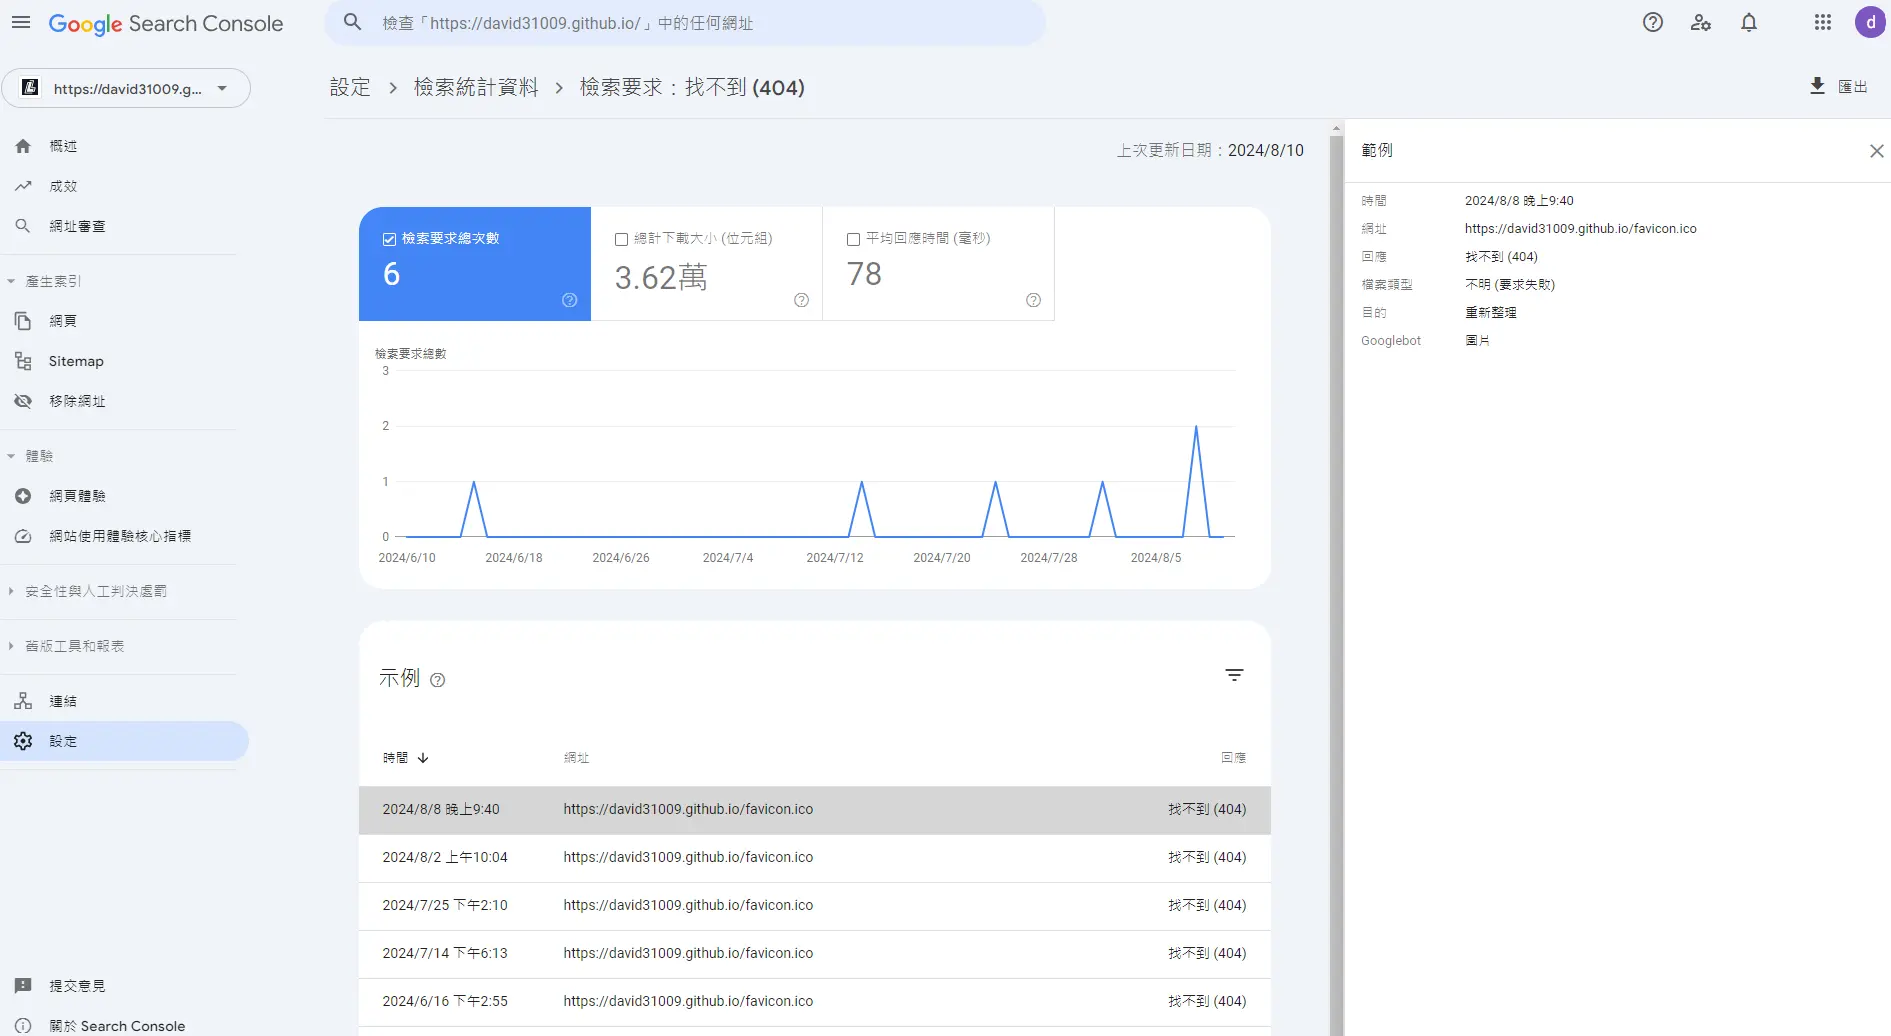 Google Search Console
檢查「https://david31009.github.io/」中的任何網址
d
https://david31009.g...
設定 > 檢索統計資料 > 檢索要求：找不到 (404)
匯出
概述
成效
網址審查
產生索引
網頁
Sitemap
移除網址
體驗
網頁體驗
網站使用體驗核心指標
安全性與人工判決處罰
舊版工具和報表
連結
設定
提交意見
關於 Search Console
上次更新日期：2024/8/10
檢索要求總次數
6
總計下載大小 (位元組)
3.62萬
平均回應時間 (毫秒)
78
檢索要求總數
3
2
1
0
2024/6/10 2024/6/18 2024/6/26 2024/7/4 2024/7/12 2024/7/20 2024/7/28 2024/8/5
示例
時間 網址 回應
2024/8/8 晚上9:40 https://david31009.github.io/favicon.ico 找不到 (404)
2024/8/2 上午10:04 https://david31009.github.io/favicon.ico 找不到 (404)
2024/7/25 下午2:10 https://david31009.github.io/favicon.ico 找不到 (404)
2024/7/14 下午6:13 https://david31009.github.io/favicon.ico 找不到 (404)
2024/6/16 下午2:55 https://david31009.github.io/favicon.ico 找不到 (404)
範例
時間 2024/8/8 晚上9:40
網址 https://david31009.github.io/favicon.ico
回應 找不到 (404)
檔案類型 不明 (要求失敗)
目的 重新整理
Googlebot 圖片